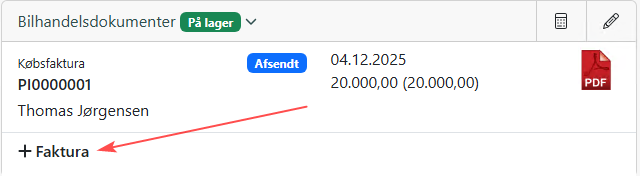 Bilhandelsdokumenter På lager
Købsfaktura Afsendt 04.12.2025
PI0000001 20.000,00 (20.000,00) PDF
Thomas Jørgensen
+ Faktura